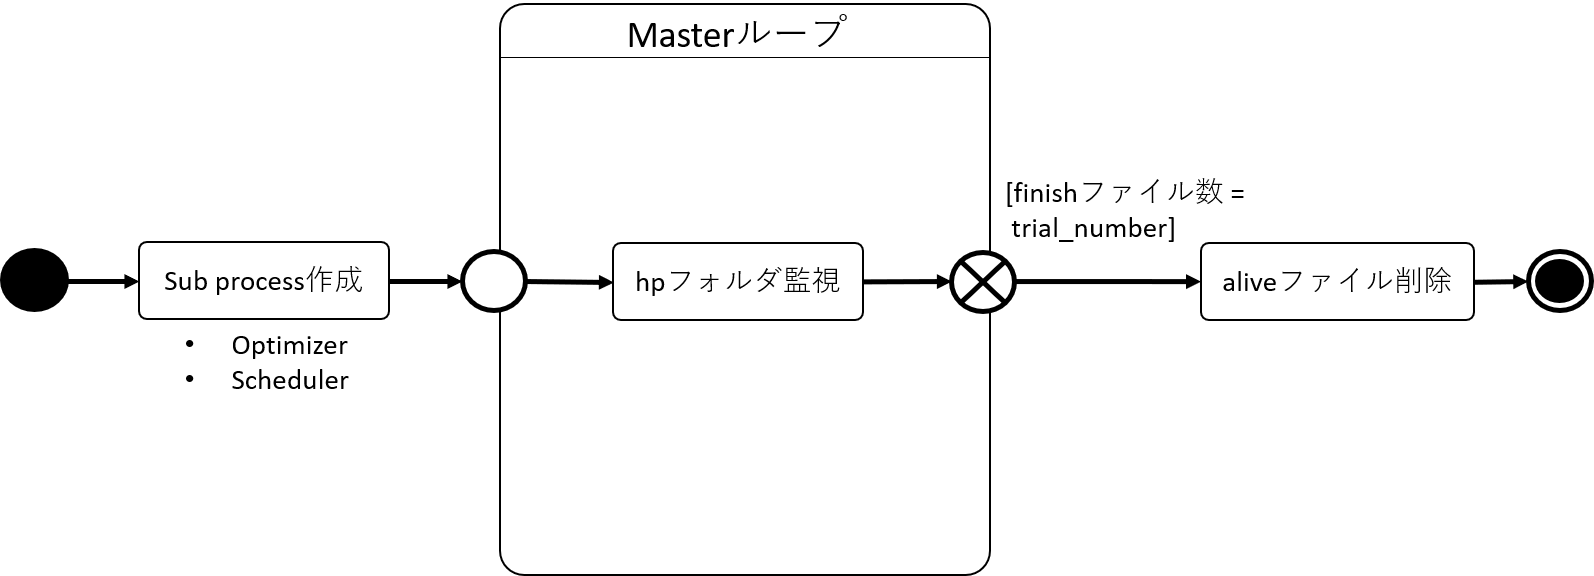 Masterループ
[finishファイル数 =
trial_number]
Sub process作成
hpフォルダ監視
aliveファイル削除
• Optimizer
• Scheduler